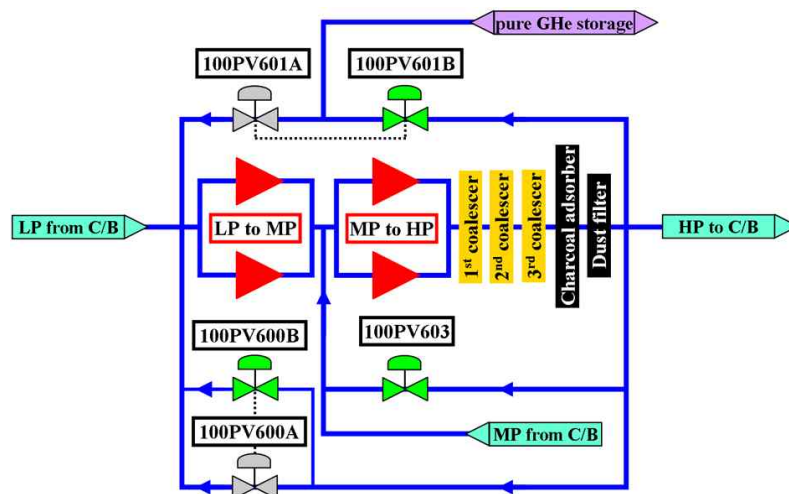 pure GHe storage
100PV601A
100PV601B
LP from C/B
LP to MP
MP to HP
1st coalescer
2nd coalescer
3rd coalescer
Charcoal adsorber
Dust filter
HP to C/B
100PV600B
100PV603
100PV600A
MP from C/B